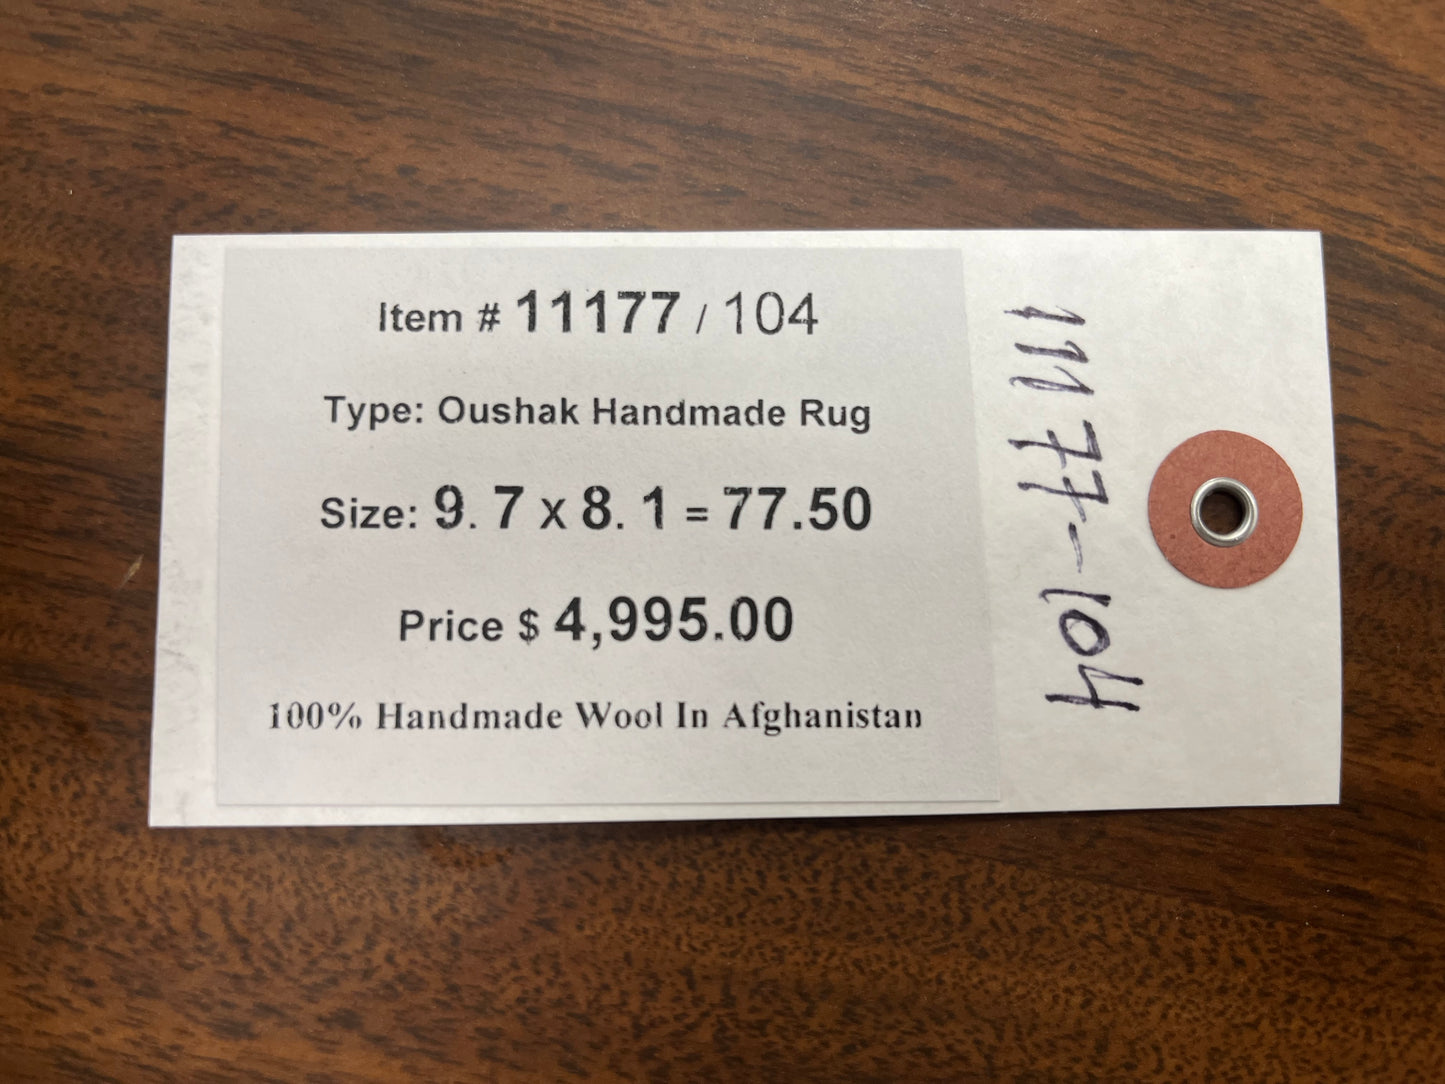 Item # 11177 / 104
Type: Oushak Handmade Rug
Size: 9. 7 x 8. 1 = 77.50
Price $ 4,995.00
100% Handmade Wool In Afghanistan
11177-104